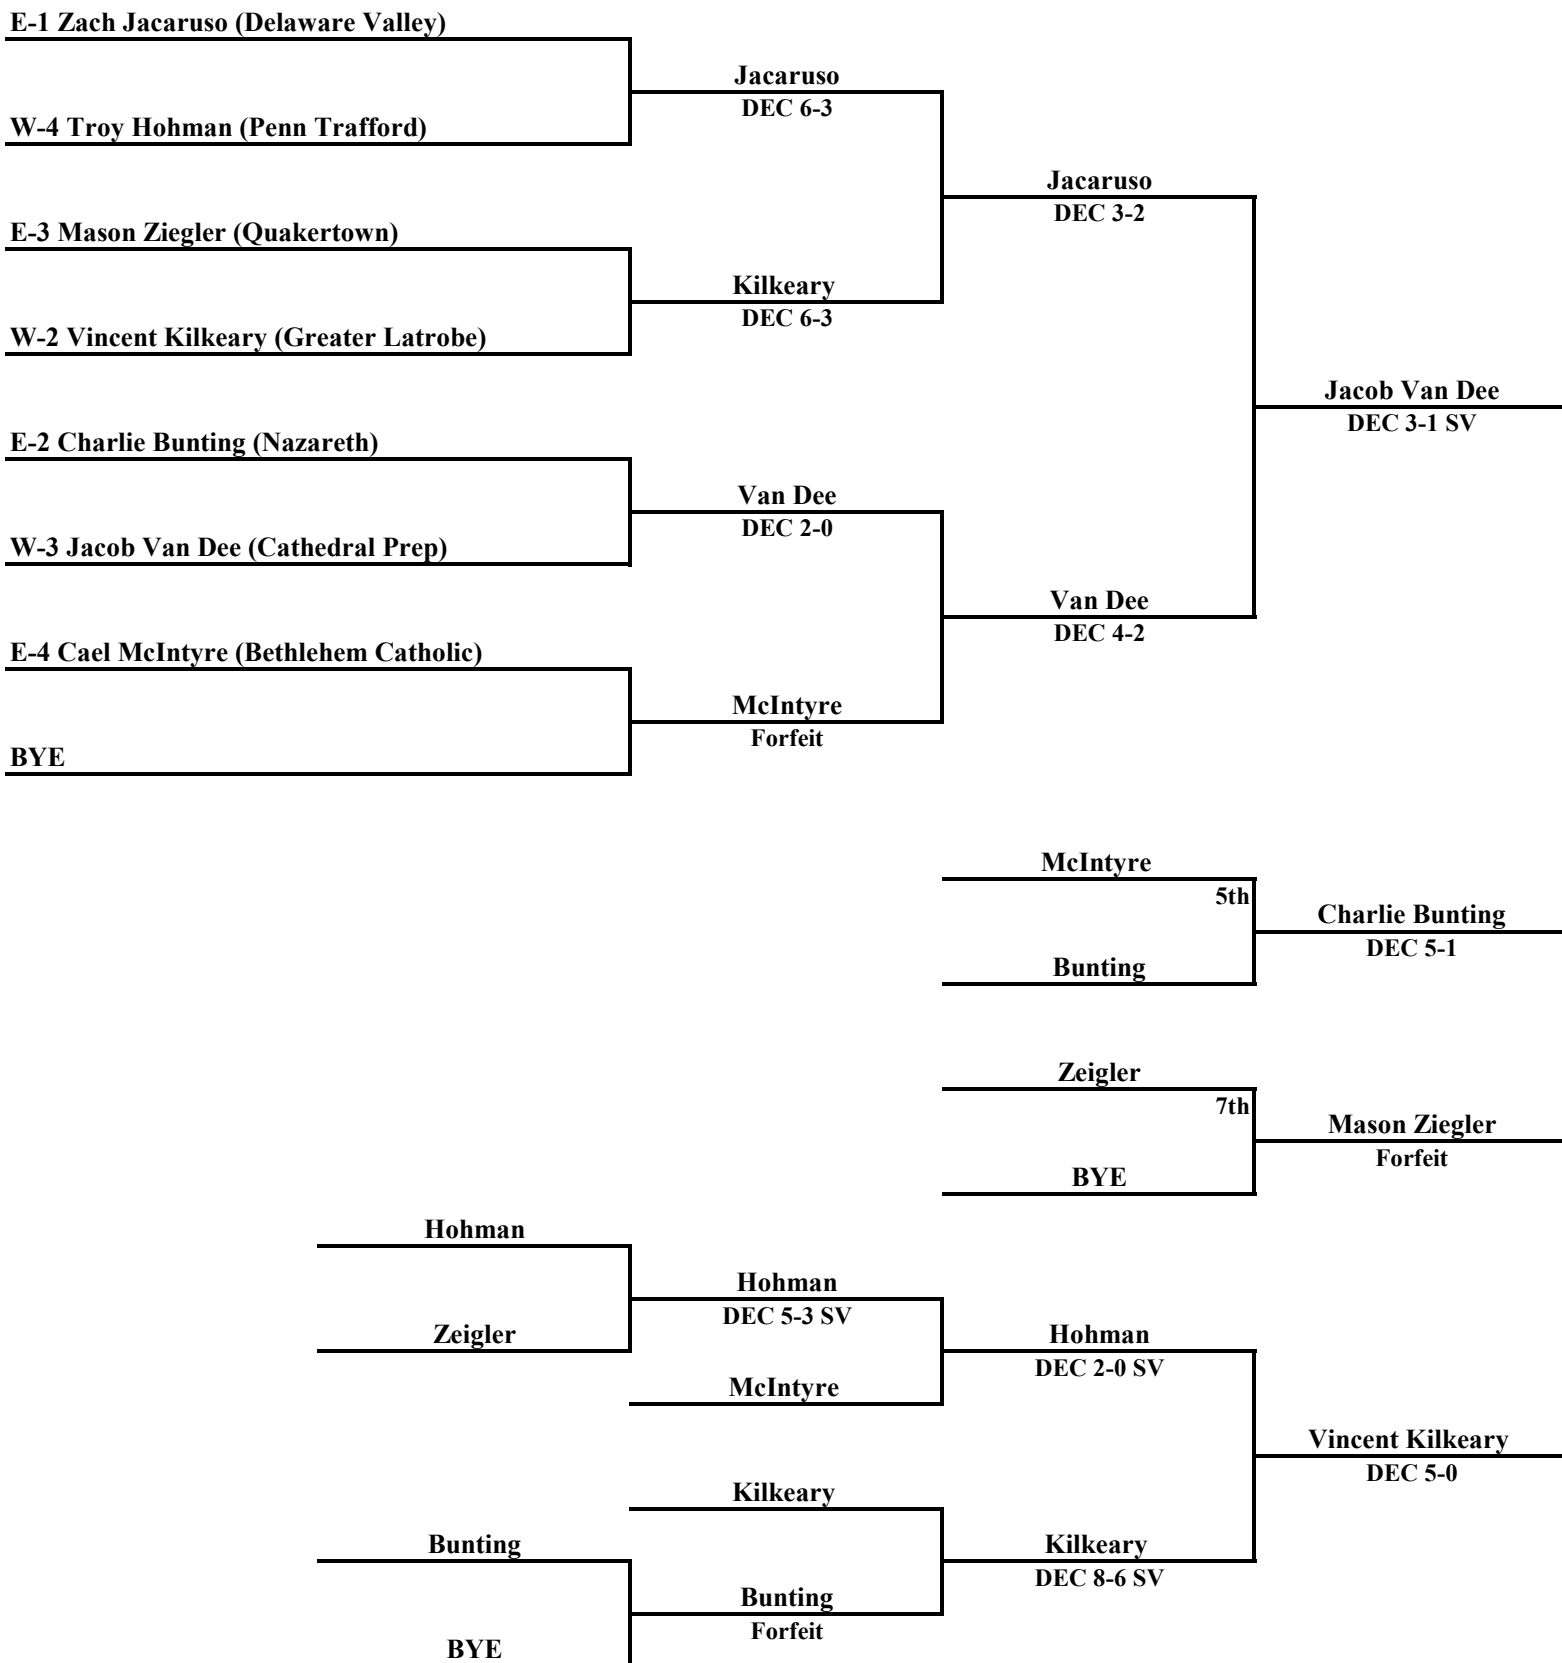 E-1 Zach Jacaruso (Delaware Valley)
Jacaruso
DEC 6-3
W-4 Troy Hohman (Penn Trafford)
Jacaruso
DEC 3-2
E-3 Mason Ziegler (Quakertown)
Kilkeary
DEC 6-3
W-2 Vincent Kilkeary (Greater Latrobe)
Jacob Van Dee
DEC 3-1 SV
E-2 Charlie Bunting (Nazareth)
Van Dee
DEC 2-0
W-3 Jacob Van Dee (Cathedral Prep)
Van Dee
DEC 4-2
E-4 Cael McIntyre (Bethlehem Catholic)
McIntyre
Forfeit
BYE
McIntyre
5th
Charlie Bunting
DEC 5-1
Bunting
Zeigler
7th
Mason Ziegler
Forfeit
BYE
Hohman
Hohman
DEC 5-3 SV
Zeigler
Hohman
DEC 2-0 SV
McIntyre
Vincent Kilkeary
DEC 5-0
Kilkeary
Bunting
Kilkeary
DEC 8-6 SV
Bunting
Forfeit
BYE